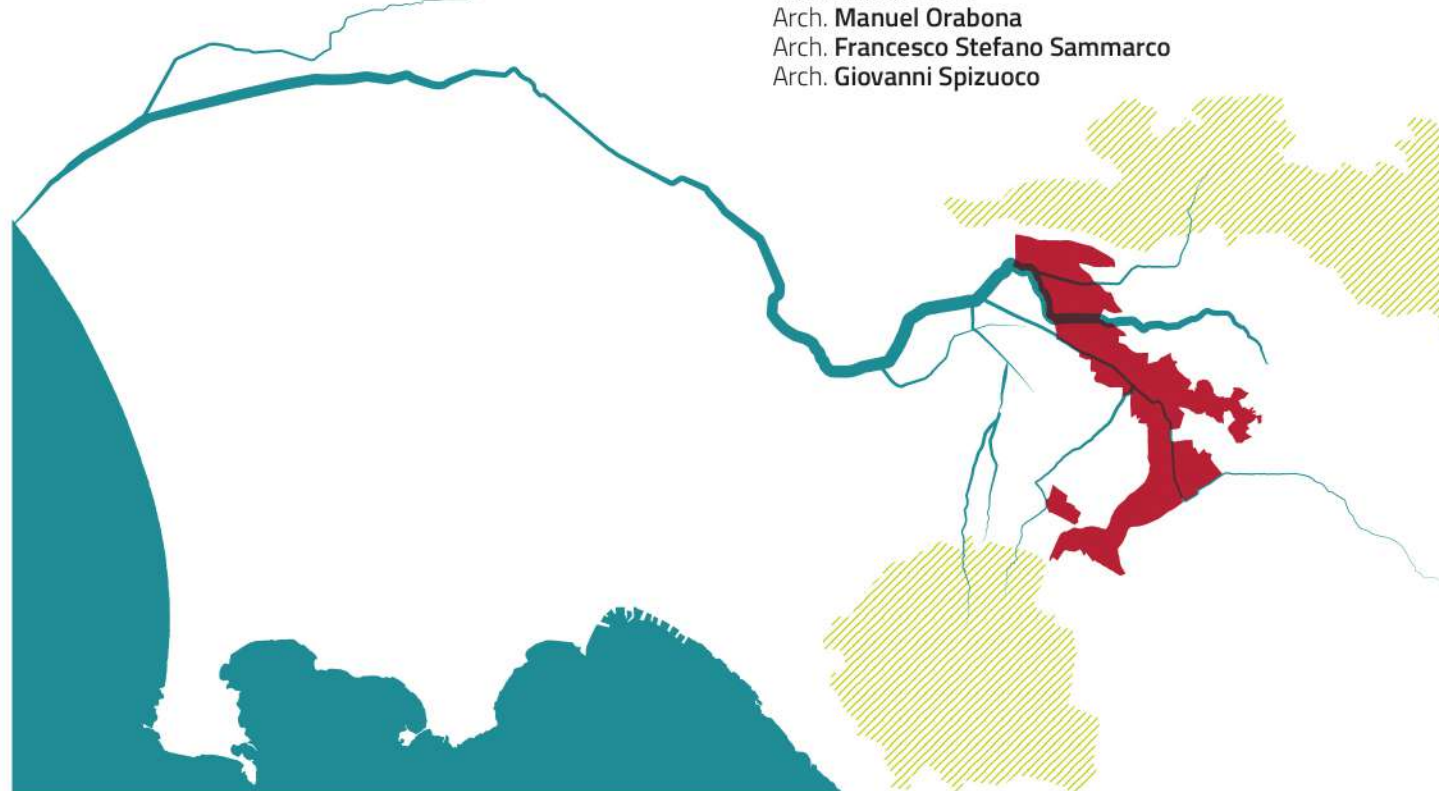 Arch. Manuel Orabona
Arch. Francesco Stefano Sammarco
Arch. Giovanni Spizuoco